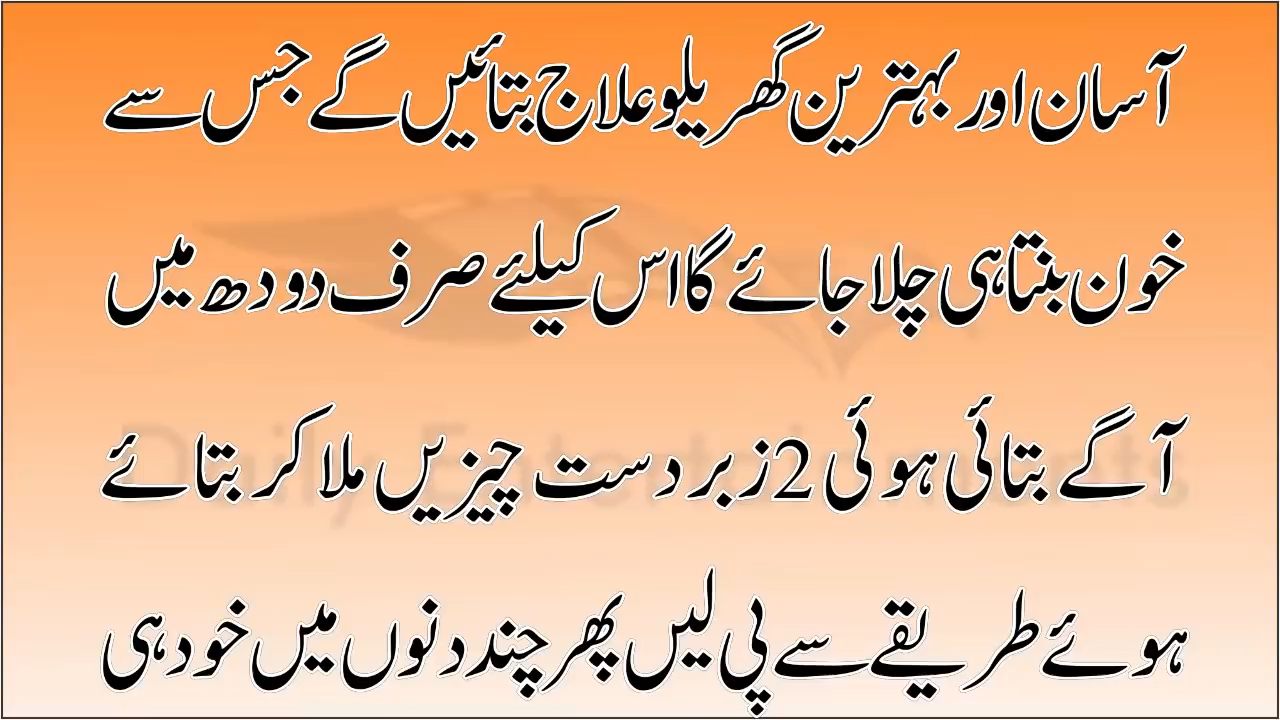 آسان اور بہترین گھریلو علاج بتائیں گے جس سے
خون بنتا ہی چلا جائے گا اس کیلئے صرف دودھ میں
آگے بتائی ہوئی 2 زبردست چیزیں ملا کر بتائے
Daily Entertainments
ہوئے طریقے سے پی لیں پھر چند دنوں میں خود ہی